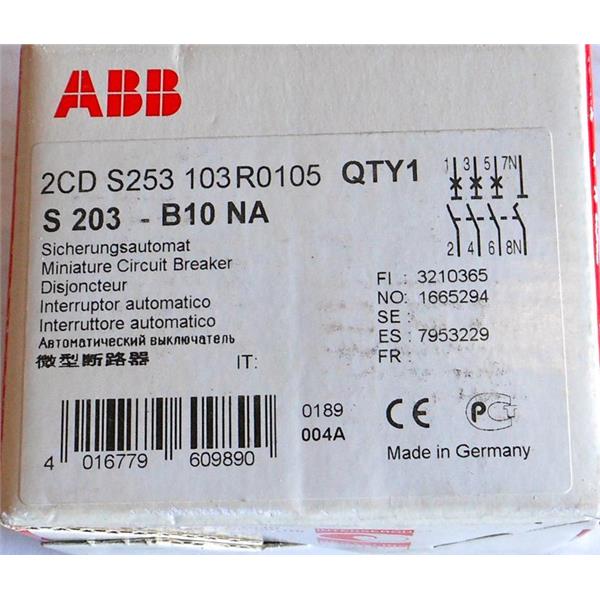 ABB
2CD S253 103R0105 QTY1
S 203 - B10 NA
1 3 5 7N
2 4 6 8N
Sicherungsautomat
Miniature Circuit Breaker
Disjoncteur
Interruptor automatico
Interruttore automatico
Автоматический выключатель
微型断路器
IT:
FI : 3210365
NO: 1665294
SE :
ES : 7953229
FR :
0189
004A
CE
Made in Germany
4 016779 609890